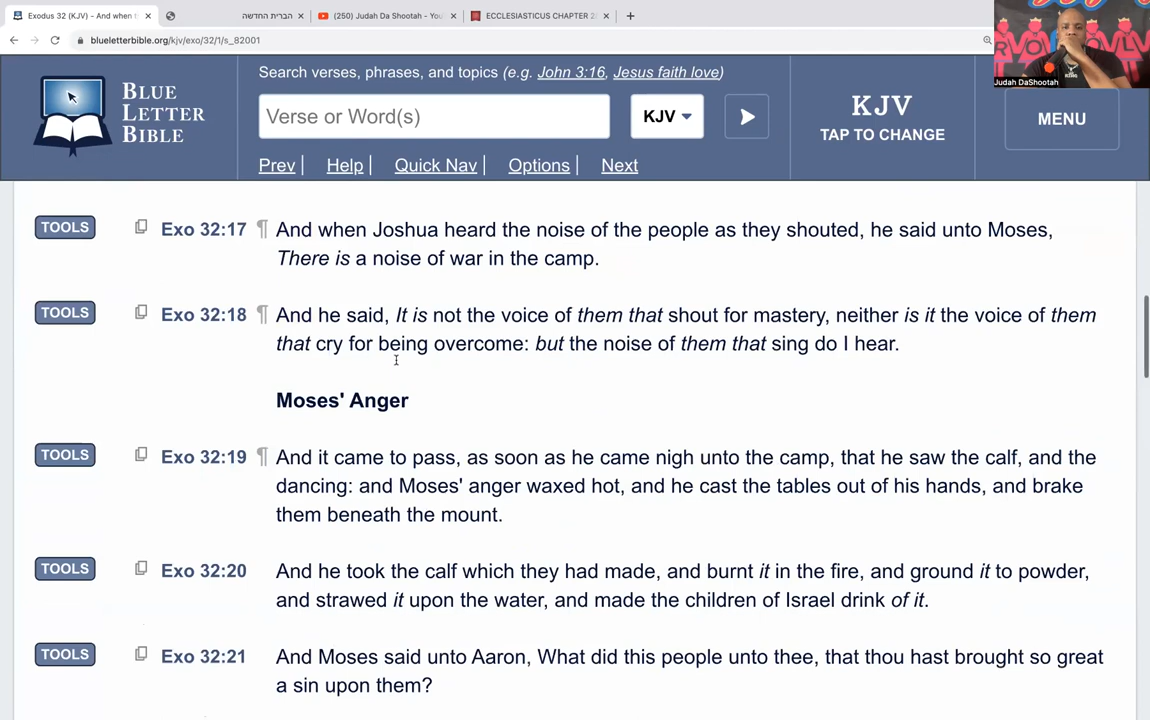 Exodus 32 (KJV) - And when t
הברית החדשה
(250) Judah Da Shootah - You
ECCLESIASTICUS CHAPTER 2
blueletterbible.org/kjv/exo/32/1/s_82001
Judah DaShootah
BLUE
LETTER
BIBLE
Search verses, phrases, and topics (e.g. John 3:16, Jesus faith love)
Verse or Word(s)
KJV
KJV
TAP TO CHANGE
MENU
Prev | Help | Quick Nav | Options | Next
TOOLS Exo 32:17 ¶ And when Joshua heard the noise of the people as they shouted, he said unto Moses,
There is a noise of war in the camp.
TOOLS Exo 32:18 ¶ And he said, It is not the voice of them that shout for mastery, neither is it the voice of them
that cry for being overcome: but the noise of them that sing do I hear.
Moses' Anger
TOOLS Exo 32:19 ¶ And it came to pass, as soon as he came nigh unto the camp, that he saw the calf, and the
dancing: and Moses' anger waxed hot, and he cast the tables out of his hands, and brake
them beneath the mount.
TOOLS Exo 32:20 And he took the calf which they had made, and burnt it in the fire, and ground it to powder,
and strawed it upon the water, and made the children of Israel drink of it.
TOOLS Exo 32:21 And Moses said unto Aaron, What did this people unto thee, that thou hast brought so great
a sin upon them?